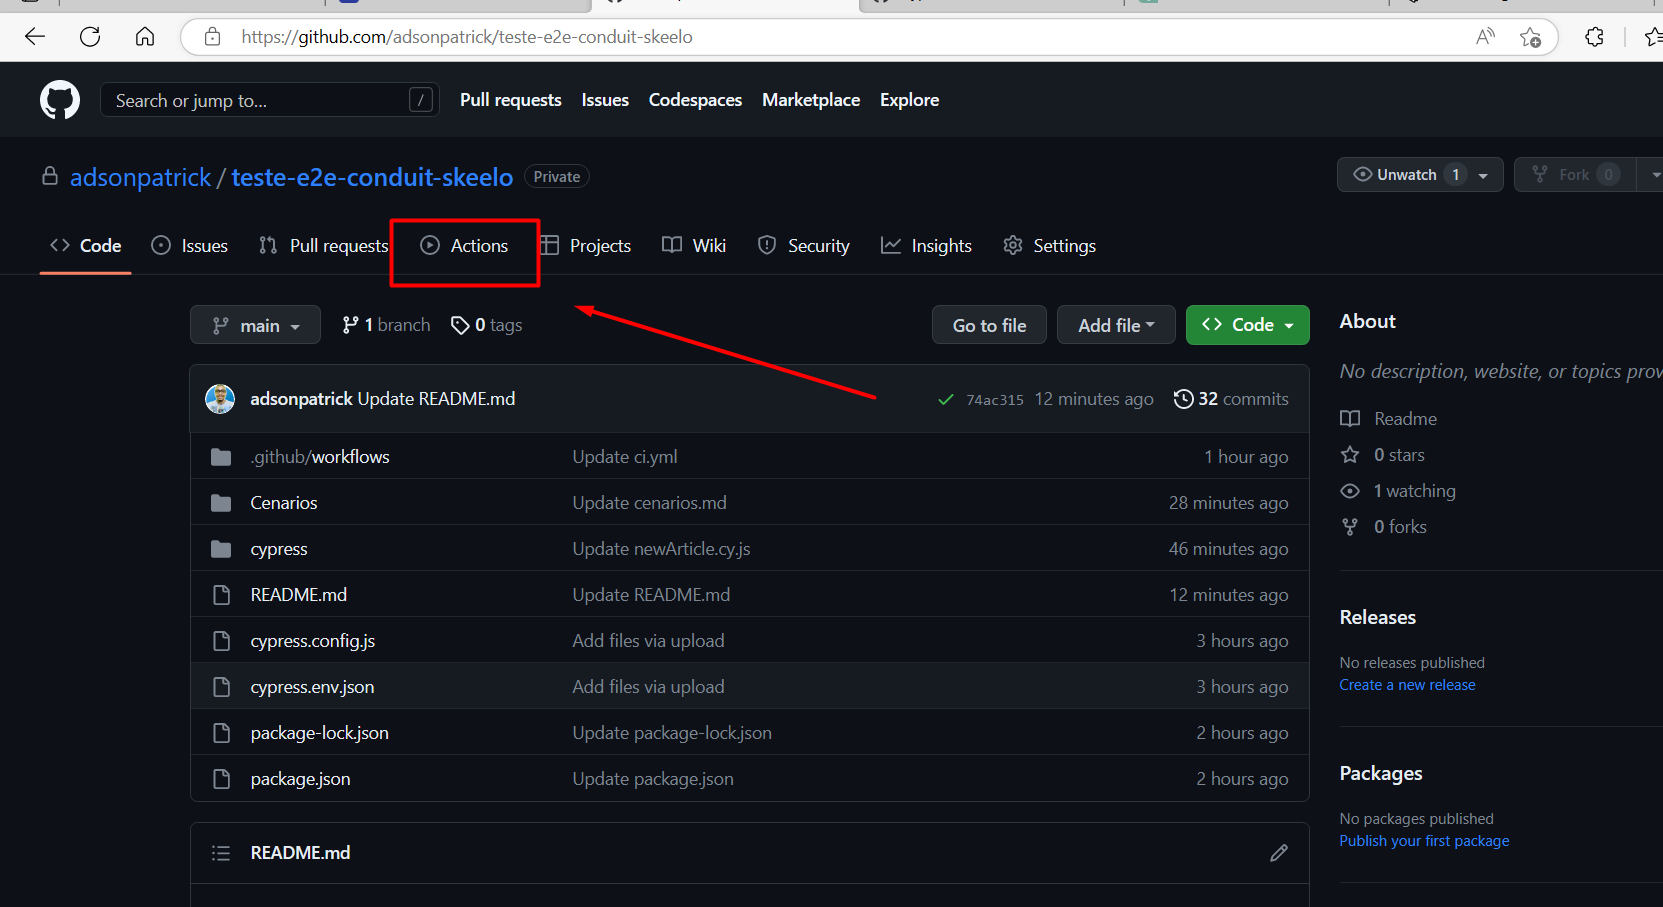 https://github.com/adsonpatrick/teste-e2e-conduit-skeelo
Search or jump to... /
Pull requests Issues Codespaces Marketplace Explore
adsonpatrick / teste-e2e-conduit-skeelo Private
Unwatch 1 Fork 0
Code Issues Pull requests Actions Projects Wiki Security Insights Settings
main 1 branch 0 tags Go to file Add file Code
adsonpatrick Update README.md 74ac315 12 minutes ago 32 commits
.github/workflows Update ci.yml 1 hour ago
Cenarios Update cenarios.md 28 minutes ago
cypress Update newArticle.cy.js 46 minutes ago
README.md Update README.md 12 minutes ago
cypress.config.js Add files via upload 3 hours ago
cypress.env.json Add files via upload 3 hours ago
package-lock.json Update package-lock.json 2 hours ago
package.json Update package.json 2 hours ago
README.md
About
No description, website, or topics prov
Readme
0 stars
1 watching
0 forks
Releases
No releases published
Create a new release
Packages
No packages published
Publish your first package